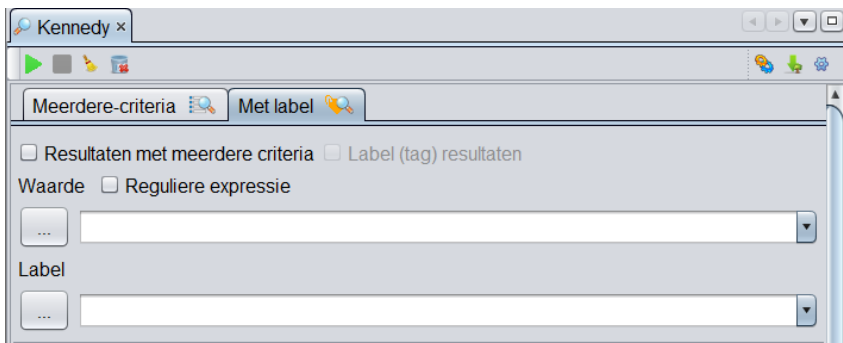 Kennedy ×
Meerdere-criteria Met label
Resultaten met meerdere criteria Label (tag) resultaten
Waarde Reguliere expressie
...
Label
...